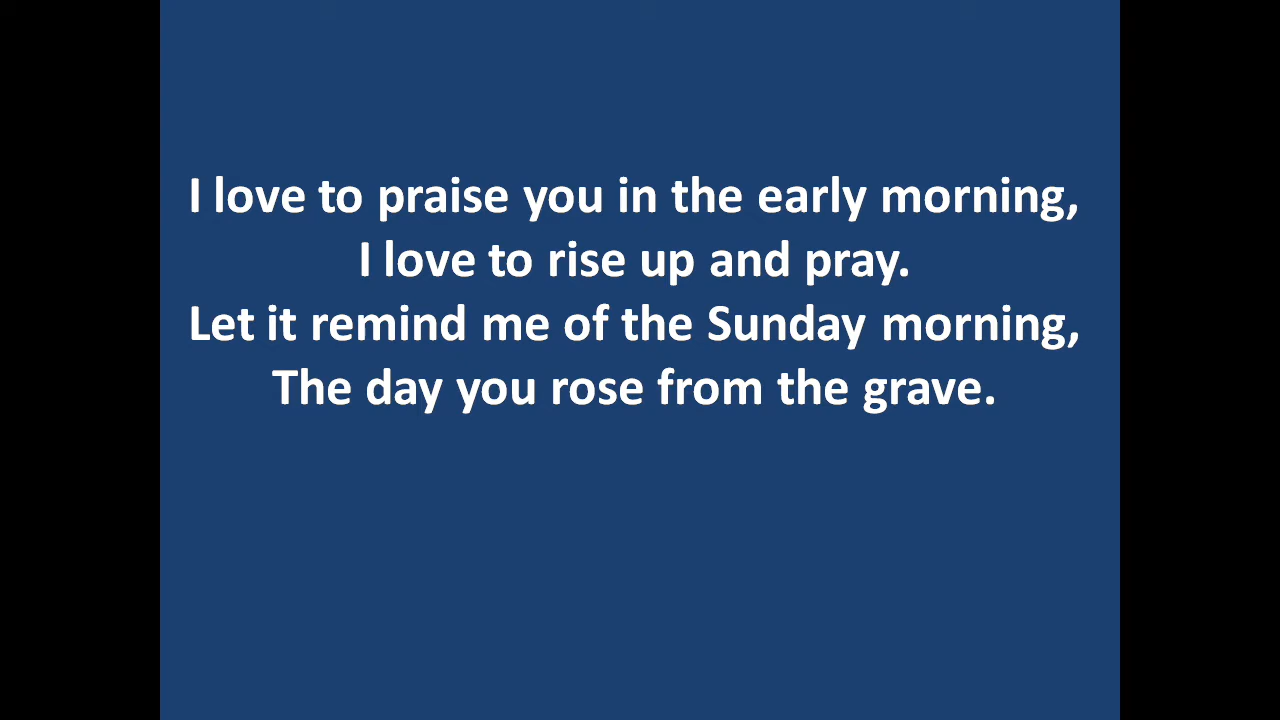 I love to praise you in the early morning,
I love to rise up and pray.
Let it remind me of the Sunday morning,
The day you rose from the grave.